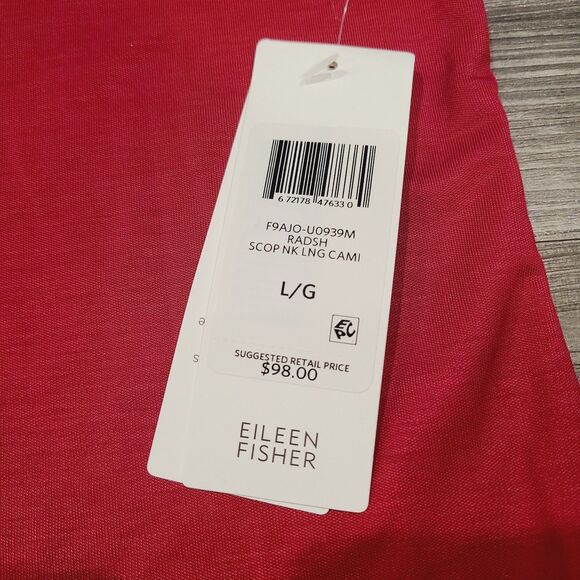 6 72178 47633 0
F9AJO-U0939M
RADSH
SCOP NK LNG CAMI
L/G
SUGGESTED RETAIL PRICE
$98.00
EILEEN
FISHER